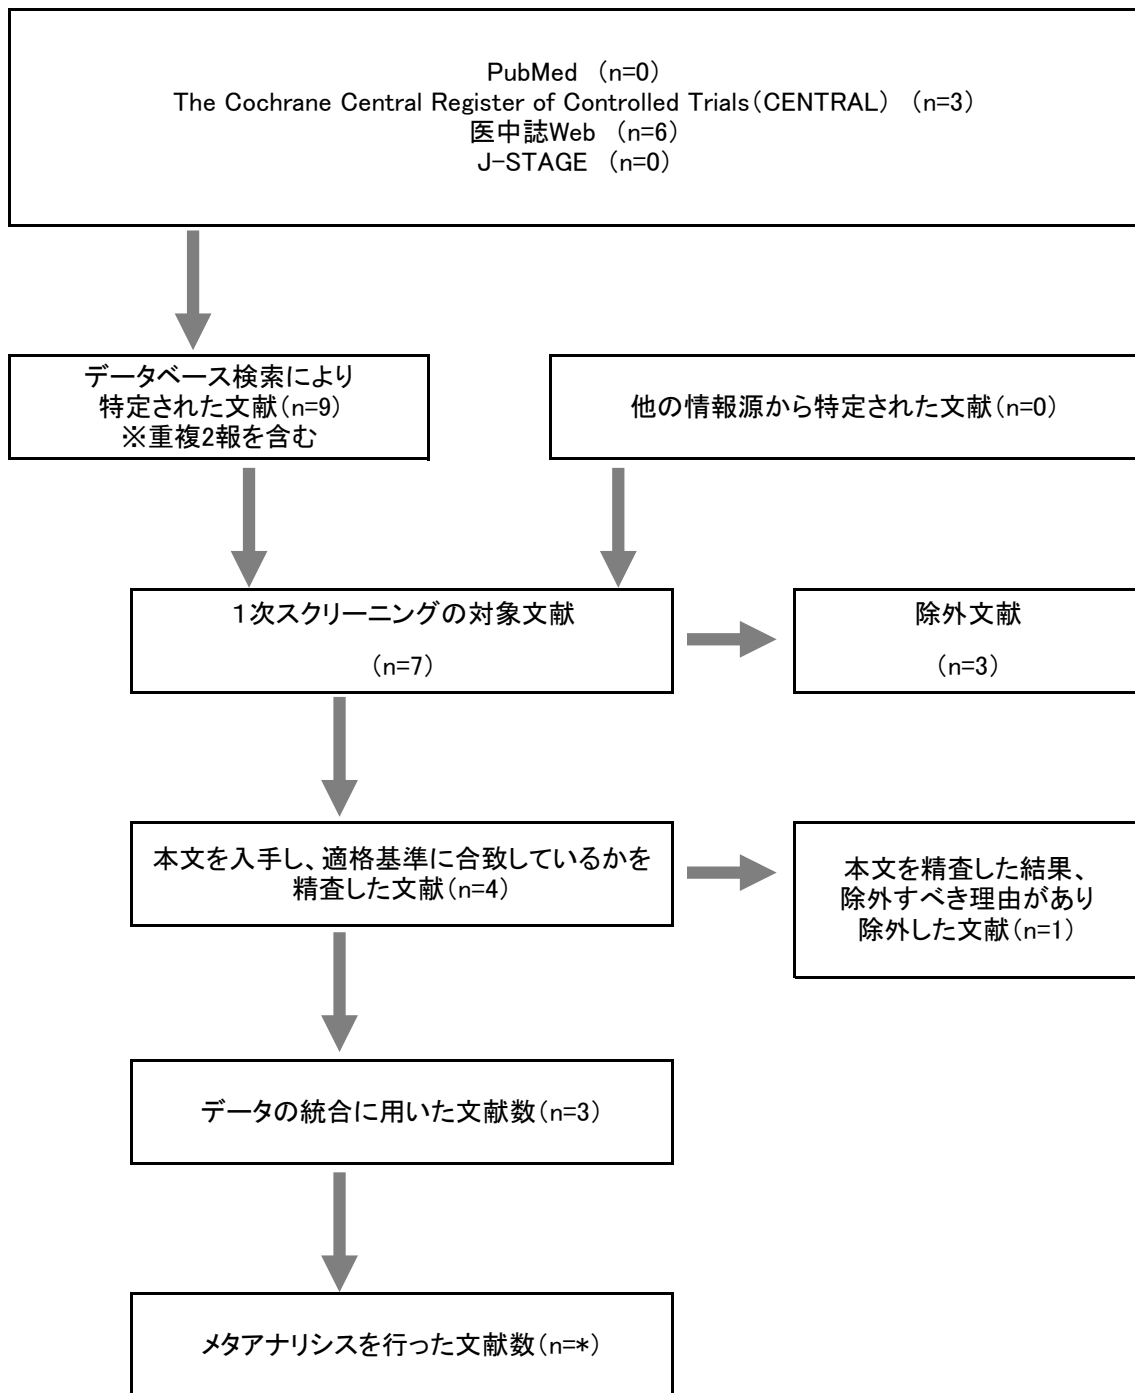 PubMed （n=0）
The Cochrane Central Register of Controlled Trials（CENTRAL） （n=3）
医中誌Web （n=6）
J-STAGE （n=0）
データベース検索により
特定された文献（n=9）
※重複2報を含む
他の情報源から特定された文献（n=0）
１次スクリーニングの対象文献
（n=7）
除外文献
（n=3）
本文を入手し、適格基準に合致しているかを
精査した文献（n=4）
本文を精査した結果、
除外すべき理由があり
除外した文献（n=1）
データの統合に用いた文献数（n=3）
メタアナリシスを行った文献数（n=*）